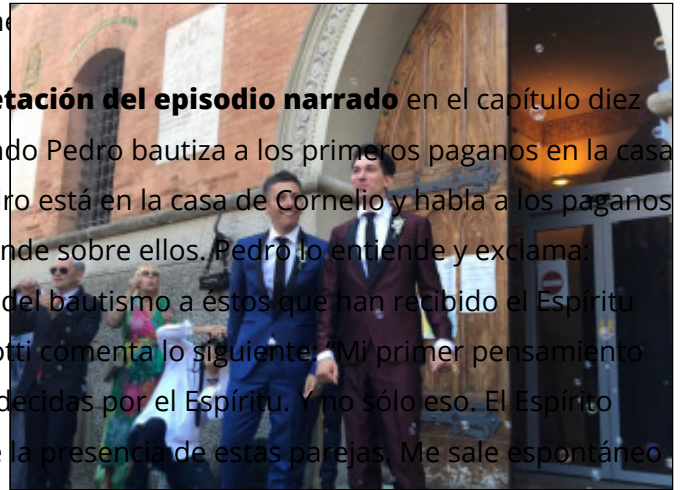 etación del episodio narrado en el capítulo diez
ndo Pedro bautiza a los primeros paganos en la casa
ro está en la casa de Cornelio y habla a los paganos
nde sobre ellos. Pedro lo entiende y exclama:
del bautismo a éstos que han recibido el Espíritu
otti comenta lo siguiente: “Mi primer pensamiento
decidas por el Espíritu. Y no sólo eso. El Espírito
la presencia de estas parejas. Me sale espontáneo